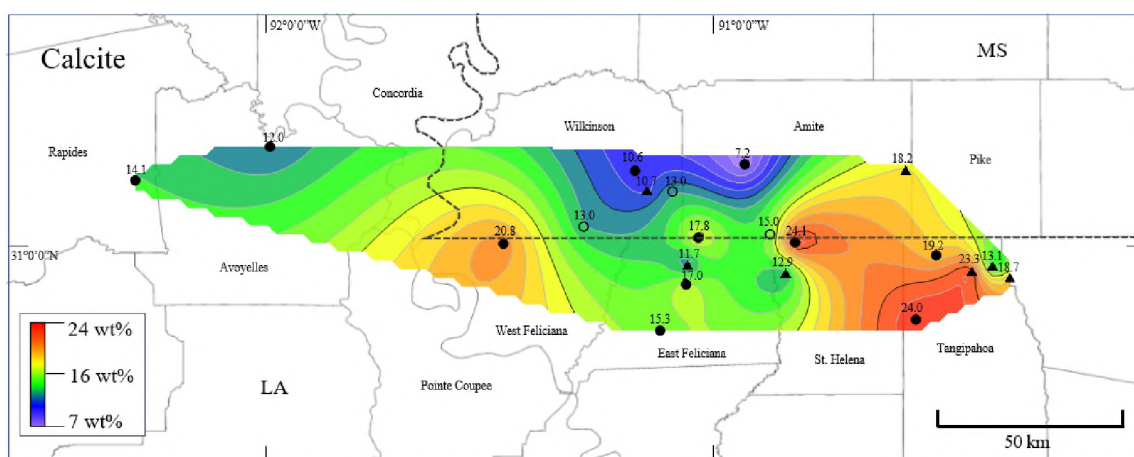 92°0'0"W
91°0'0"W
Calcite
MS
Concordia
Wilkinson
Amite
Rapides
Pike
12.0
10.6
7.2
18.2
14.1
10.7
13.0
13.0
17.8
15.0
24.1
20.8
31°0'0"N
11.7
12.9
19.2
23.3
13.1
18.7
Avoyelles
17.0
24.0
15.3
24 wt%
16 wt%
7 wt%
West Feliciana
East Feliciana
St. Helena
Tangipahoa
LA
Pointe Coupee
50 km